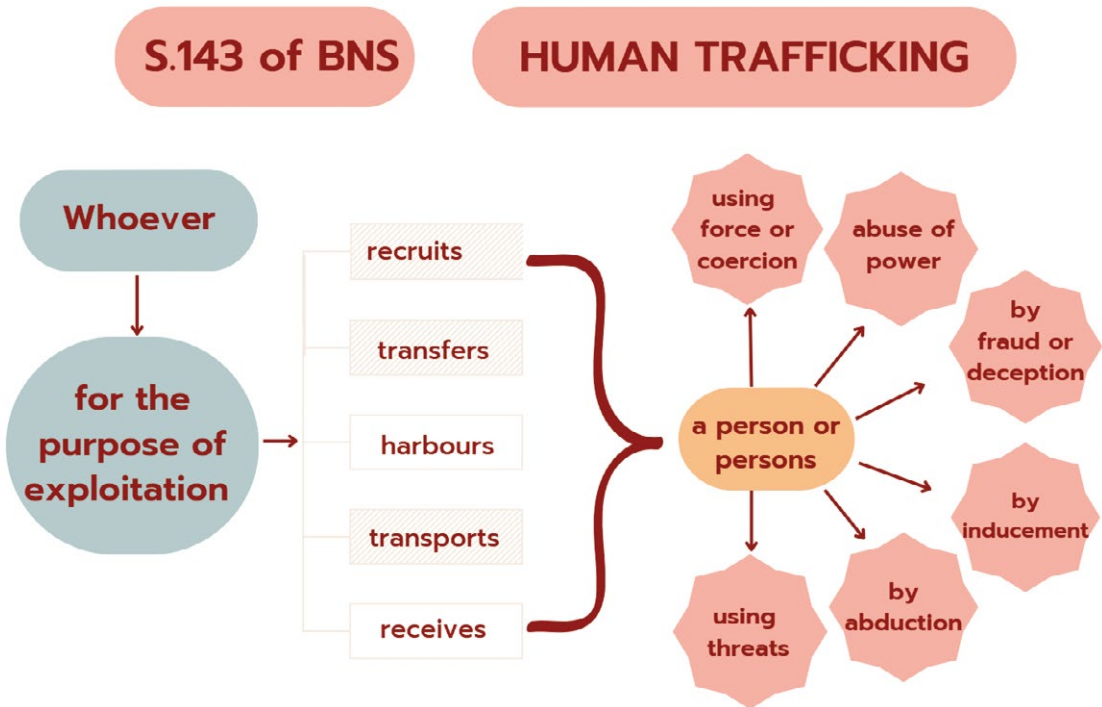 S.143 of BNS
HUMAN TRAFFICKING
Whoever
for the
purpose of
exploitation
recruits
transfers
harbours
transports
receives
a person or
persons
using
force or
coercion
abuse of
power
by
fraud or
deception
by
inducement
by
abduction
using
threats